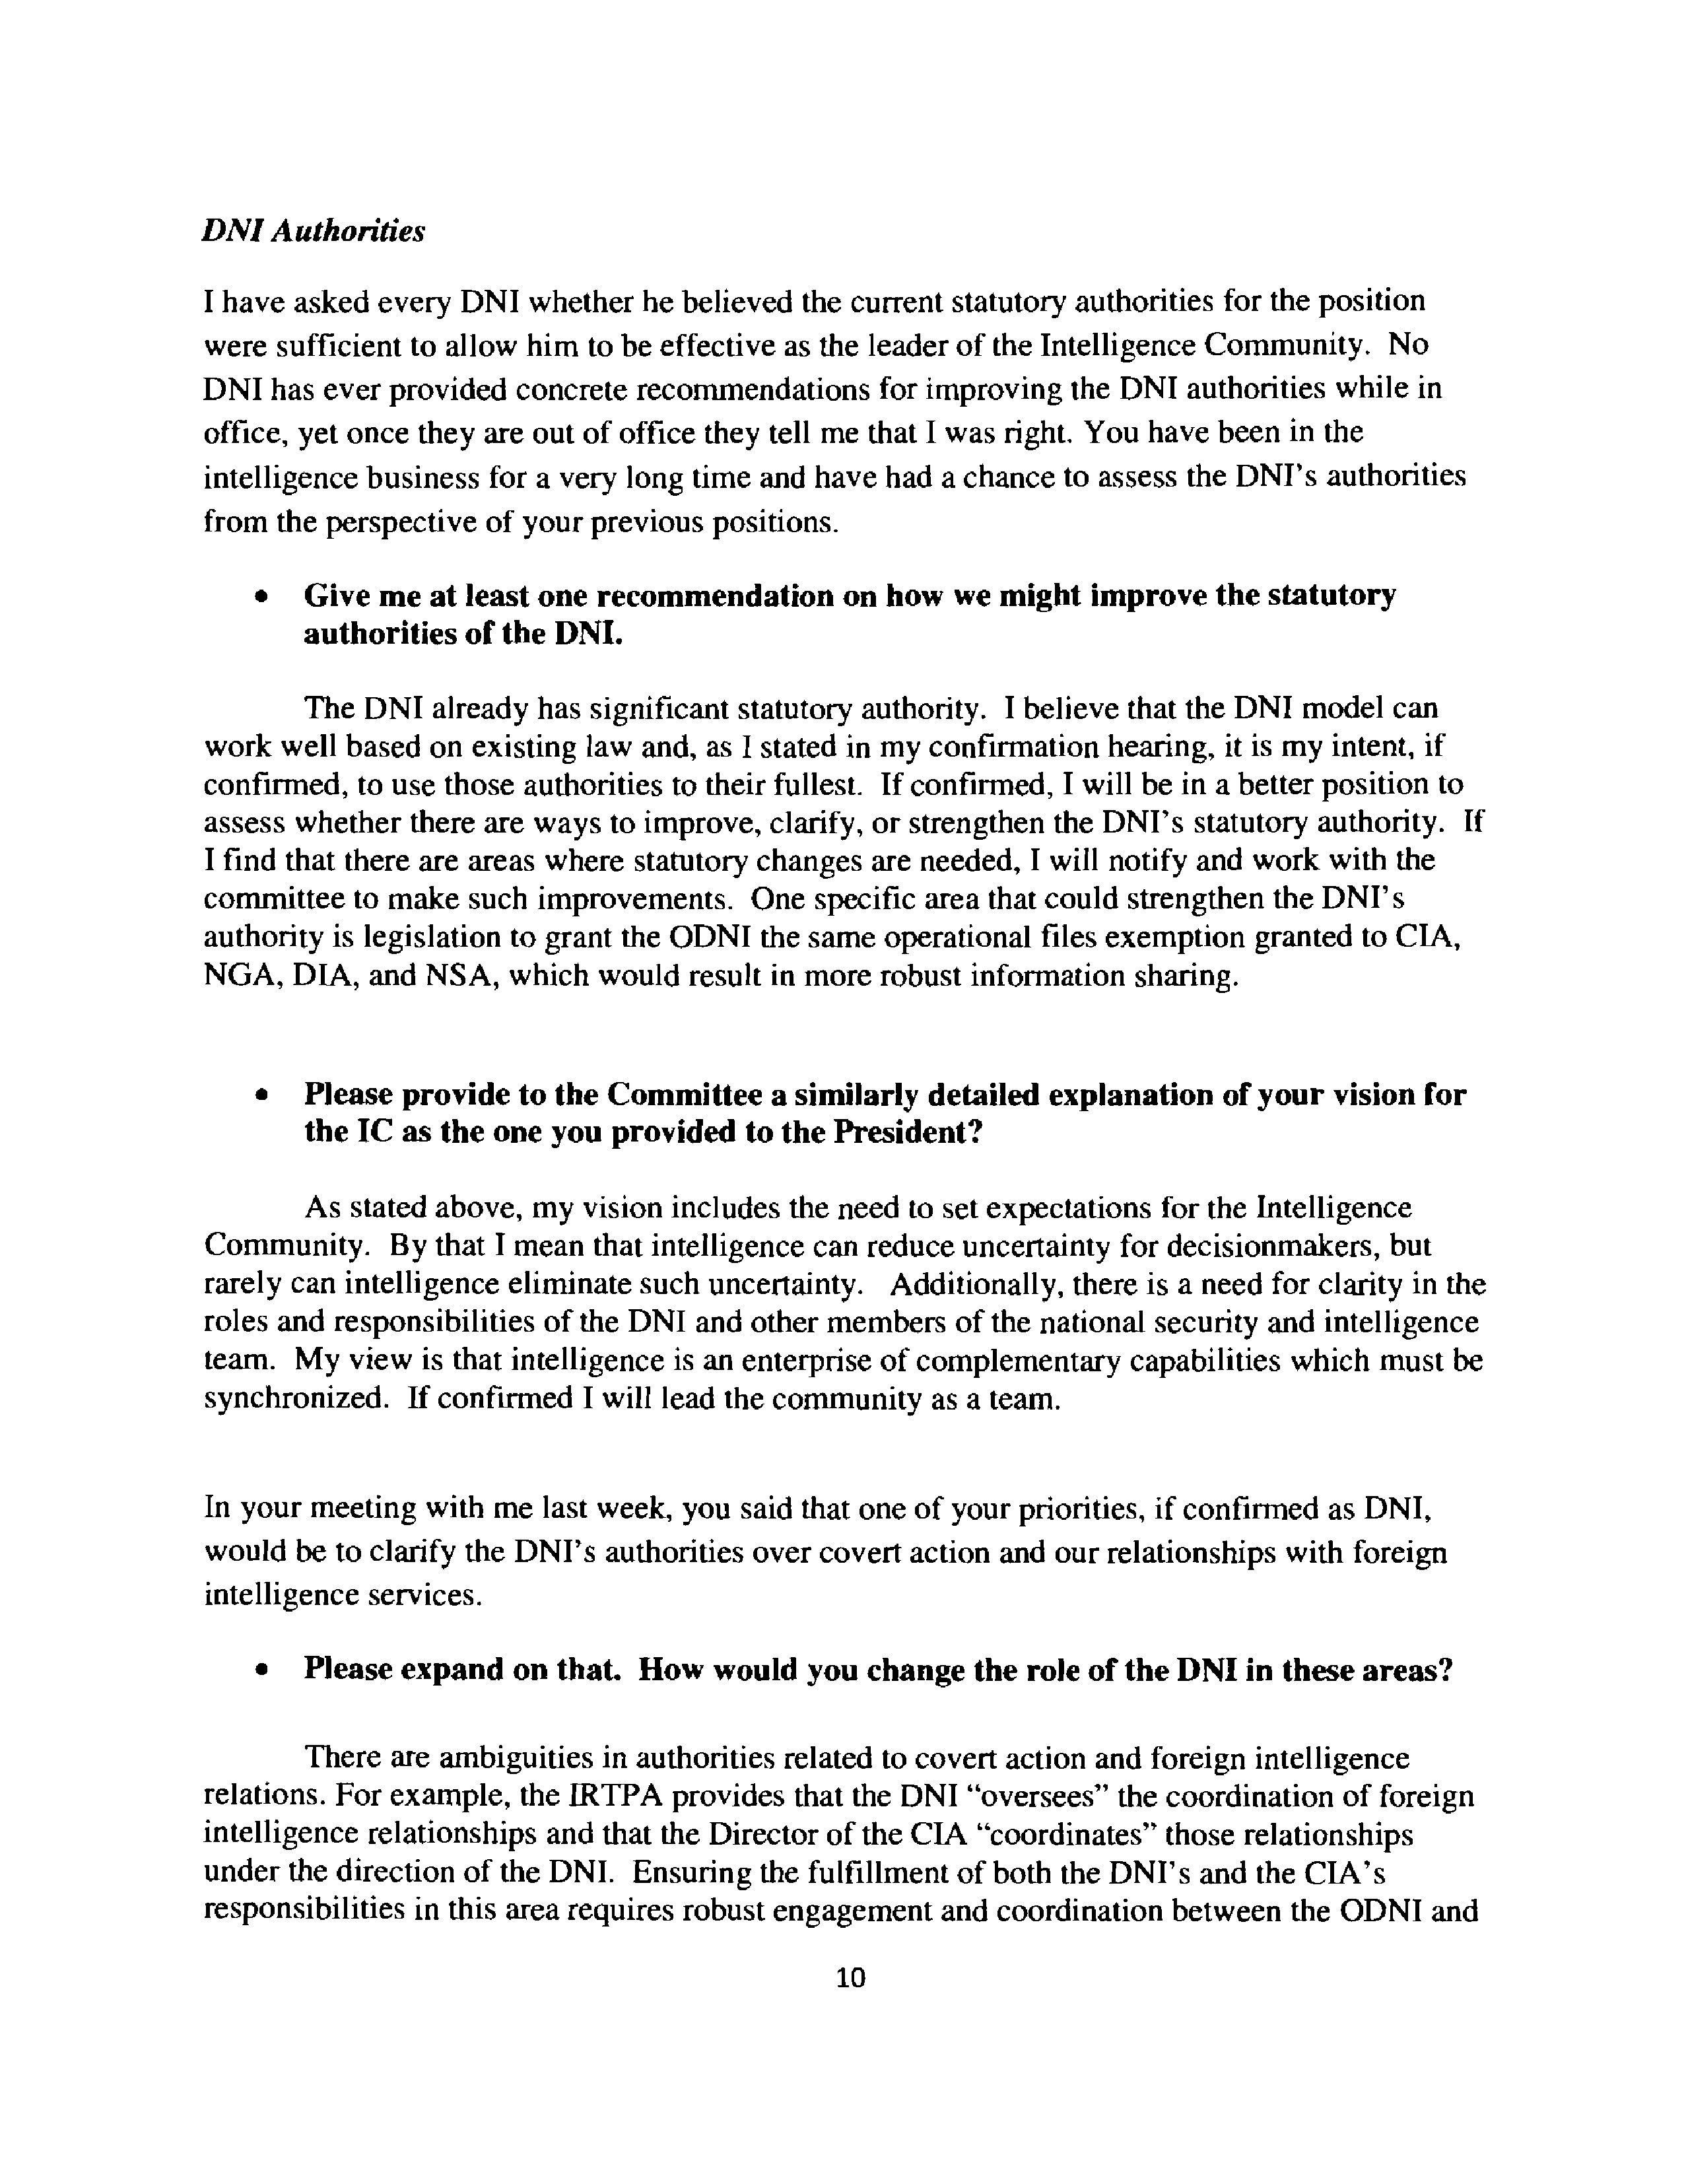 DNI Authorities
I have asked every DNI whether he believed the current statutory authorities for the position
were sufficient to allow him to be effective as the leader of the Intelligence Community.  No
DNI has ever provided concrete recommendations for improving the DNI authorities while in
office, yet once they are out of office they tell me that I was right. You have been in the
intelligence business for a very long time and have had a chance to assess the DNI's authorities
from the perspective of your previous positions.
• Give me at least one recommendation on how we might improve the statutory
authorities of the DNI.
The DNI already has significant statutory authority.  I believe that the DNI model can
work well based on existing law and, as I stated in my confirmation hearing, it is my intent, if
confirmed, to use those authorities to their fullest.  If confirmed, I will be in a better position to
assess whether there are ways to improve, clarify, or strengthen the DNI's statutory authority.  If
I find that there are areas where statutory changes are needed, I will notify and work with the
committee to make such improvements.  One specific area that could strengthen the DNI's
authority is legislation to grant the ODNI the same operational files exemption granted to CIA,
NGA, DIA, and NSA, which would result in more robust information sharing.
• Please provide to the Committee a similarly detailed explanation of your vision for
the IC as the one you provided to the President?
As stated above, my vision includes the need to set expectations for the Intelligence
Community.  By that I mean that intelligence can reduce uncertainty for decisionmakers, but
rarely can intelligence eliminate such uncertainty.   Additionally, there is a need for clarity in the
roles and responsibilities of the DNI and other members of the national security and intelligence
team.  My view is that intelligence is an enterprise of complementary capabilities which must be
synchronized.  If confirmed I will lead the community as a team.
In your meeting with me last week, you said that one of your priorities, if confirmed as DNI,
would be to clarify the DNI's authorities over covert action and our relationships with foreign
intelligence services.
• Please expand on that.  How would you change the role of the DNI in these areas?
There are ambiguities in authorities related to covert action and foreign intelligence
relations. For example, the IRTPA provides that the DNI “oversees” the coordination of foreign
intelligence relationships and that the Director of the CIA “coordinates” those relationships
under the direction of the DNI.  Ensuring the fulfillment of both the DNI's and the CIA's
responsibilities in this area requires robust engagement and coordination between the ODNI and
10